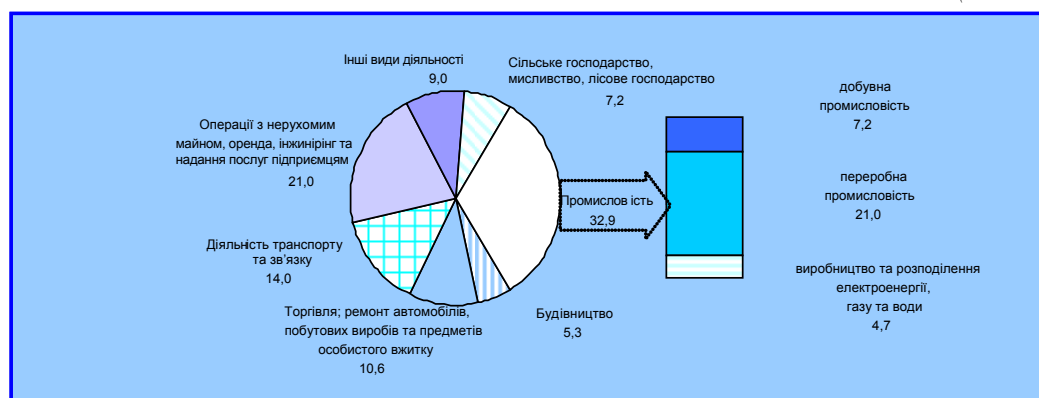 Інші види діяльності
9,0
Сільське господарство,
мисливство, лісове господарство
7,2
добувна
промисловість
7,2
Операції з нерухомим
майном, оренда, інжиніринг та
надання послуг підприємцям
21,0
переробна
промисловість
21,0
Промислов ість
32,9
Діяльність транспорту
та зв’язку
14,0
виробництво та розподілення
електроенергії,
газу та води
4,7
Торгівля; ремонт автомобілів,
побутових виробів та предметів
особистого вжитку
10,6
Будівництво
5,3